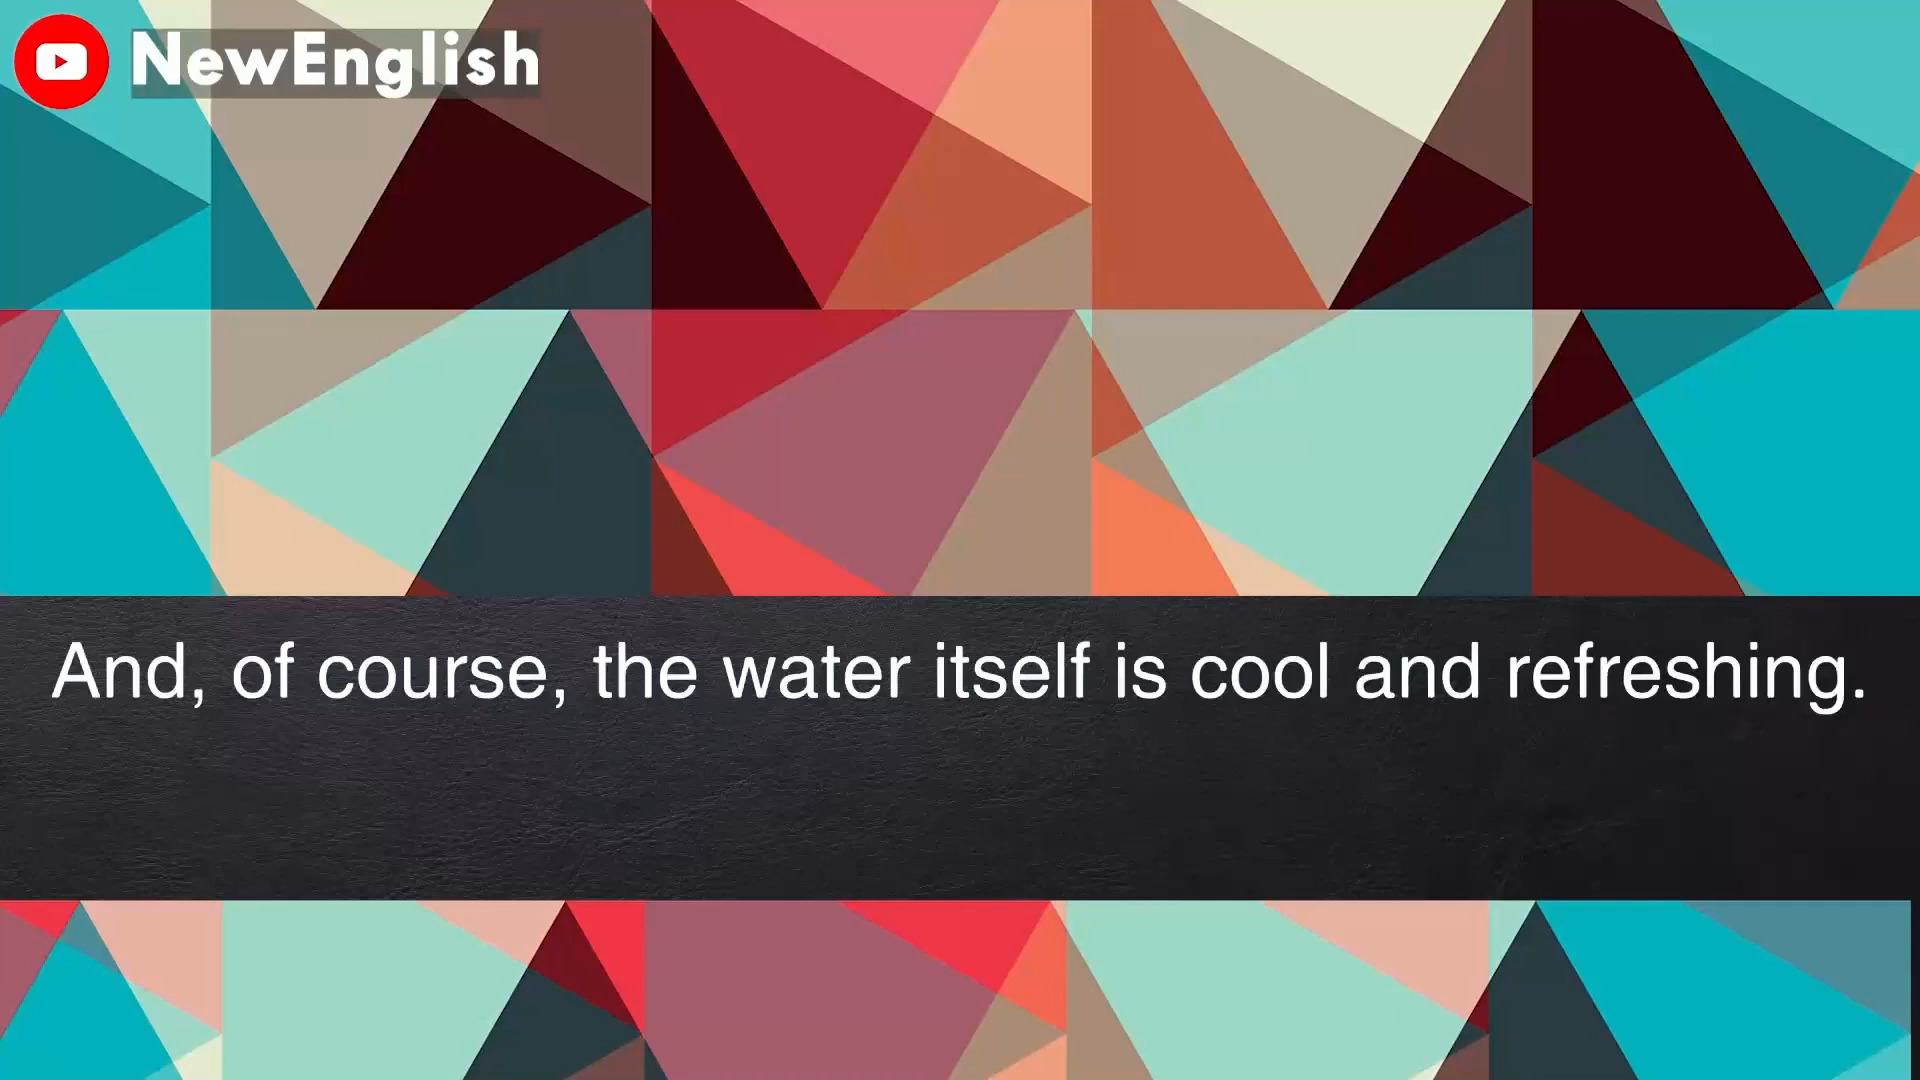 NewEnglish
And, of course, the water itself is cool and refreshing.